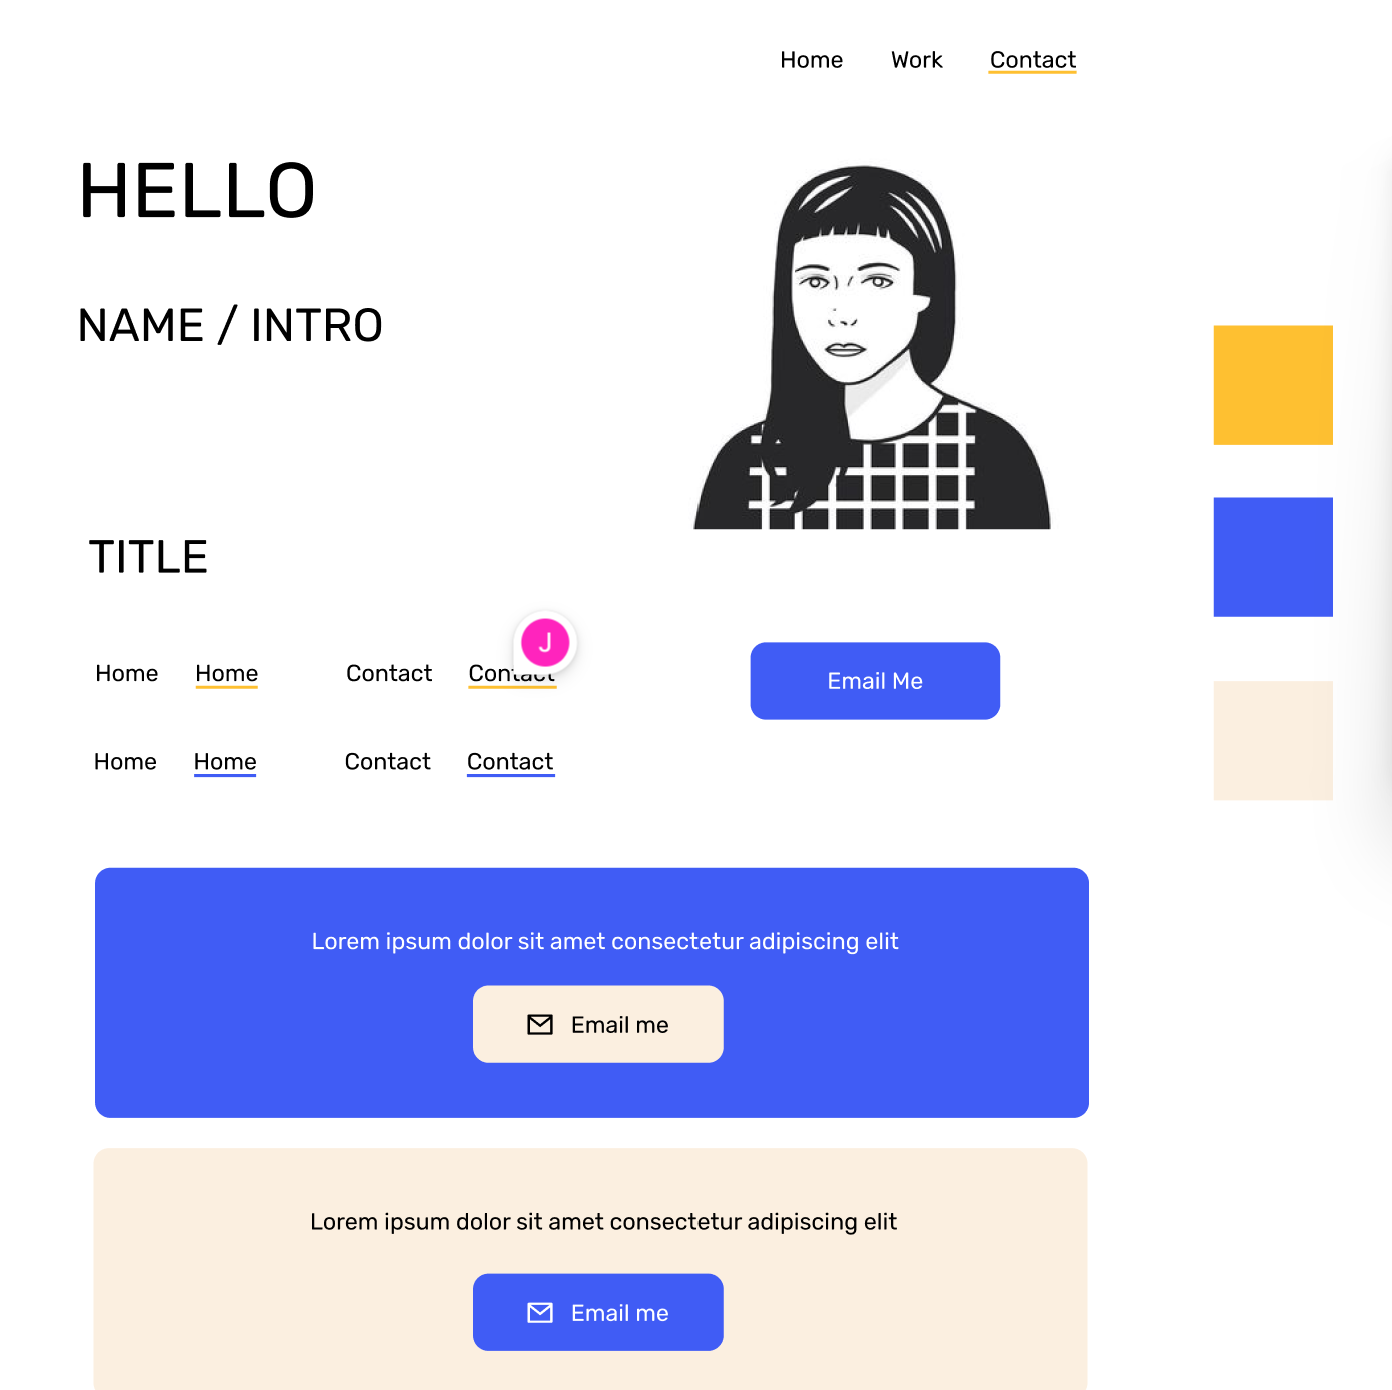 Home Work Contact
HELLO
NAME / INTRO
TITLE
J
Home Home Contact Contact
Email Me
Home Home Contact Contact
Lorem ipsum dolor sit amet consectetur adipiscing elit
Email me
Lorem ipsum dolor sit amet consectetur adipiscing elit
Email me